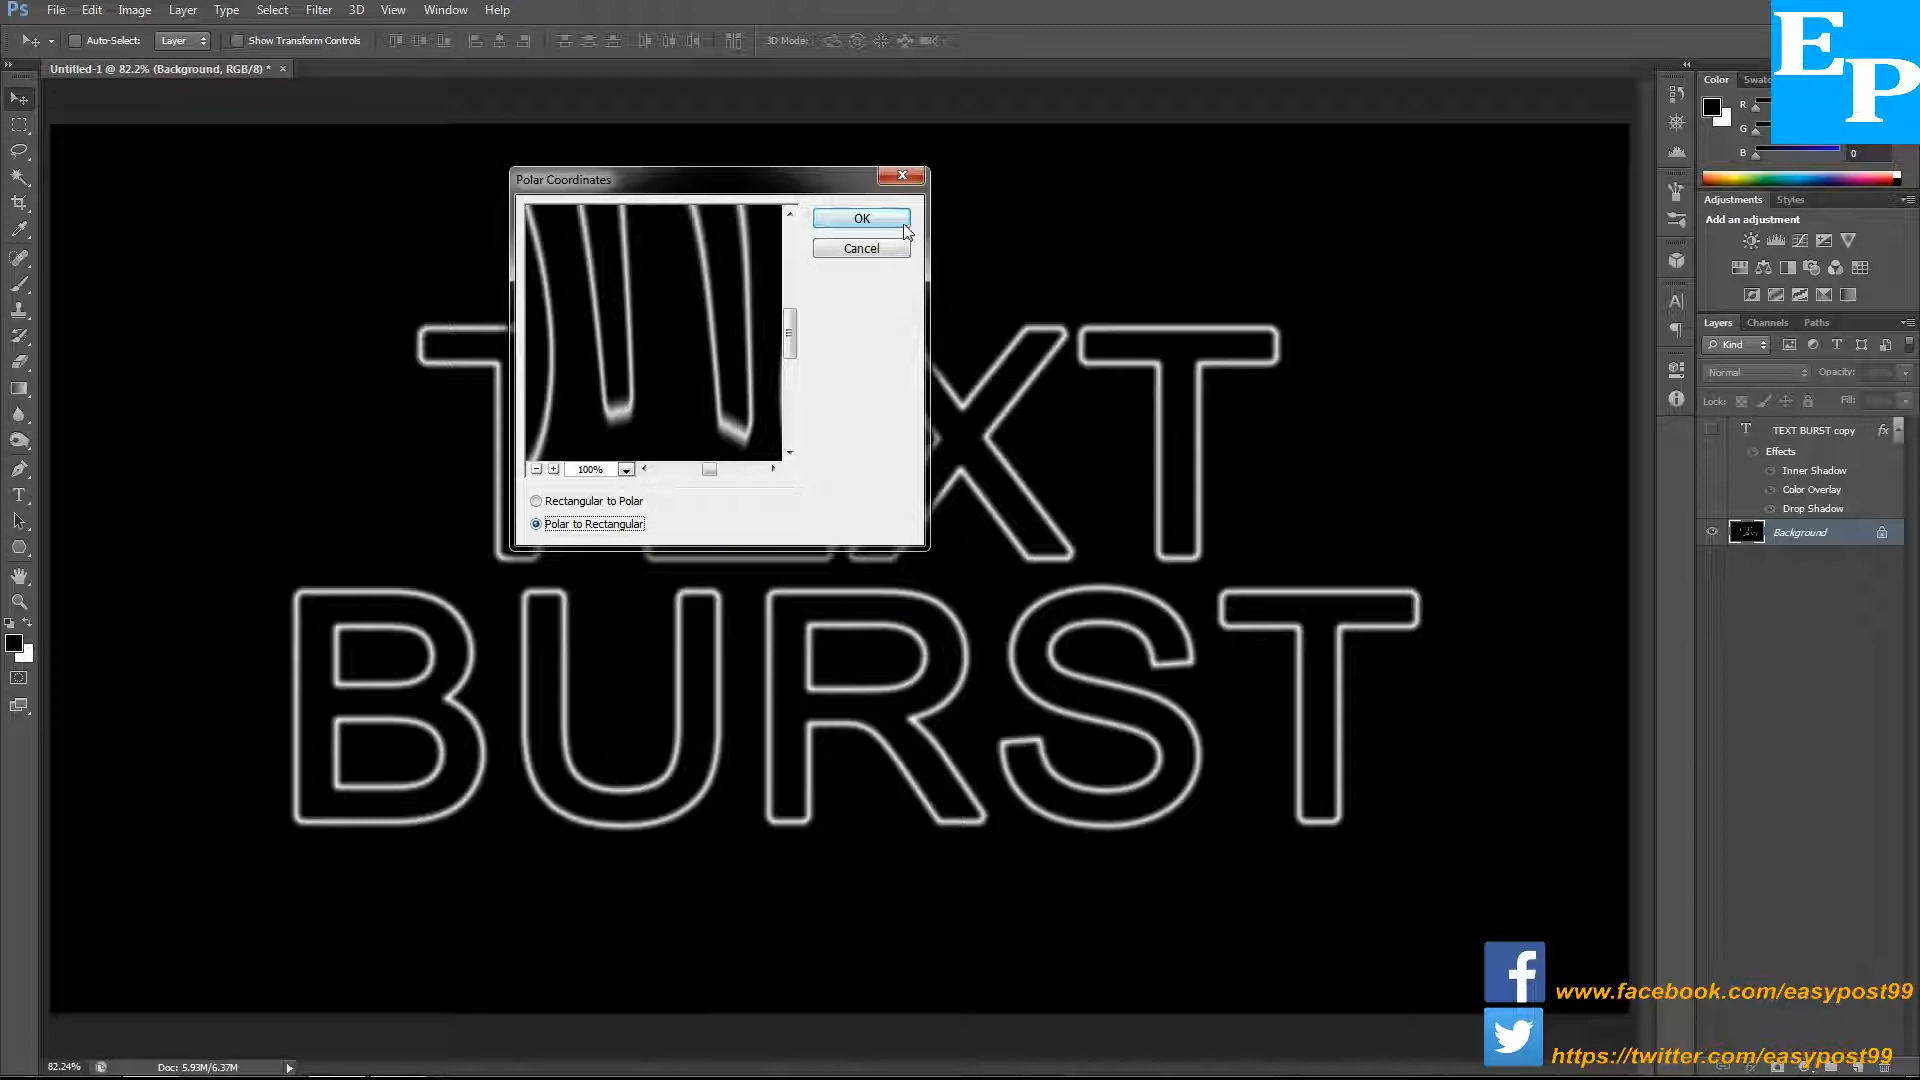 Ps File Edit Image Layer Type Select Filter 3D View Window Help
Auto-Select: Layer Show Transform Controls 3D Mode:
EP
Untitled-1 @ 82.2% (Background, RGB/8) * ×
Color
R
G
B 0
Polar Coordinates
OK
Cancel
100%
Rectangular to Polar
Polar to Rectangular
TEXT
BURST
Adjustments Styles
Add an adjustment
Layers Channels Paths
Kind
Normal Opacity:
Lock: Fill:
TEXT BURST copy fx
Effects
Inner Shadow
Color Overlay
Drop Shadow
Background
www.facebook.com/easypost99
https://twitter.com/easypost99
82.24% Doc: 5.93M/6.37M